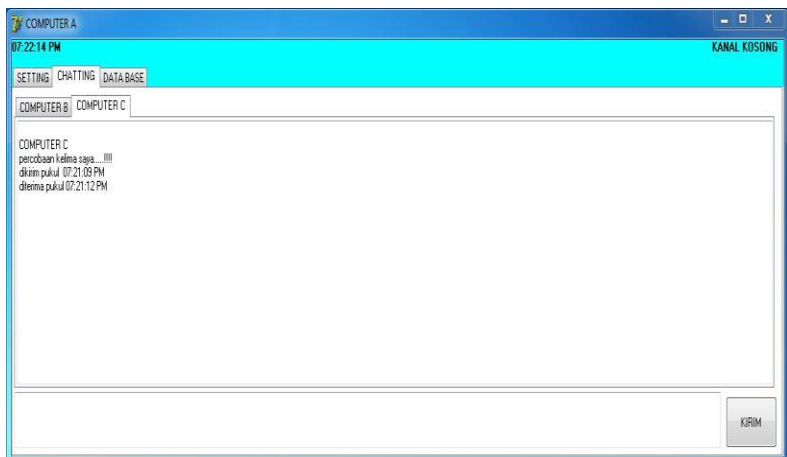 COMPUTER A
07:22:14 PM KANAL KOSONG
SETTING CHATTING DATA BASE
COMPUTER B COMPUTER C
COMPUTER C
percobaan kelima saya.....!!!!
dikirim pukul 07:21:09 PM
diterima pukul 07:21:12 PM
KIRIM